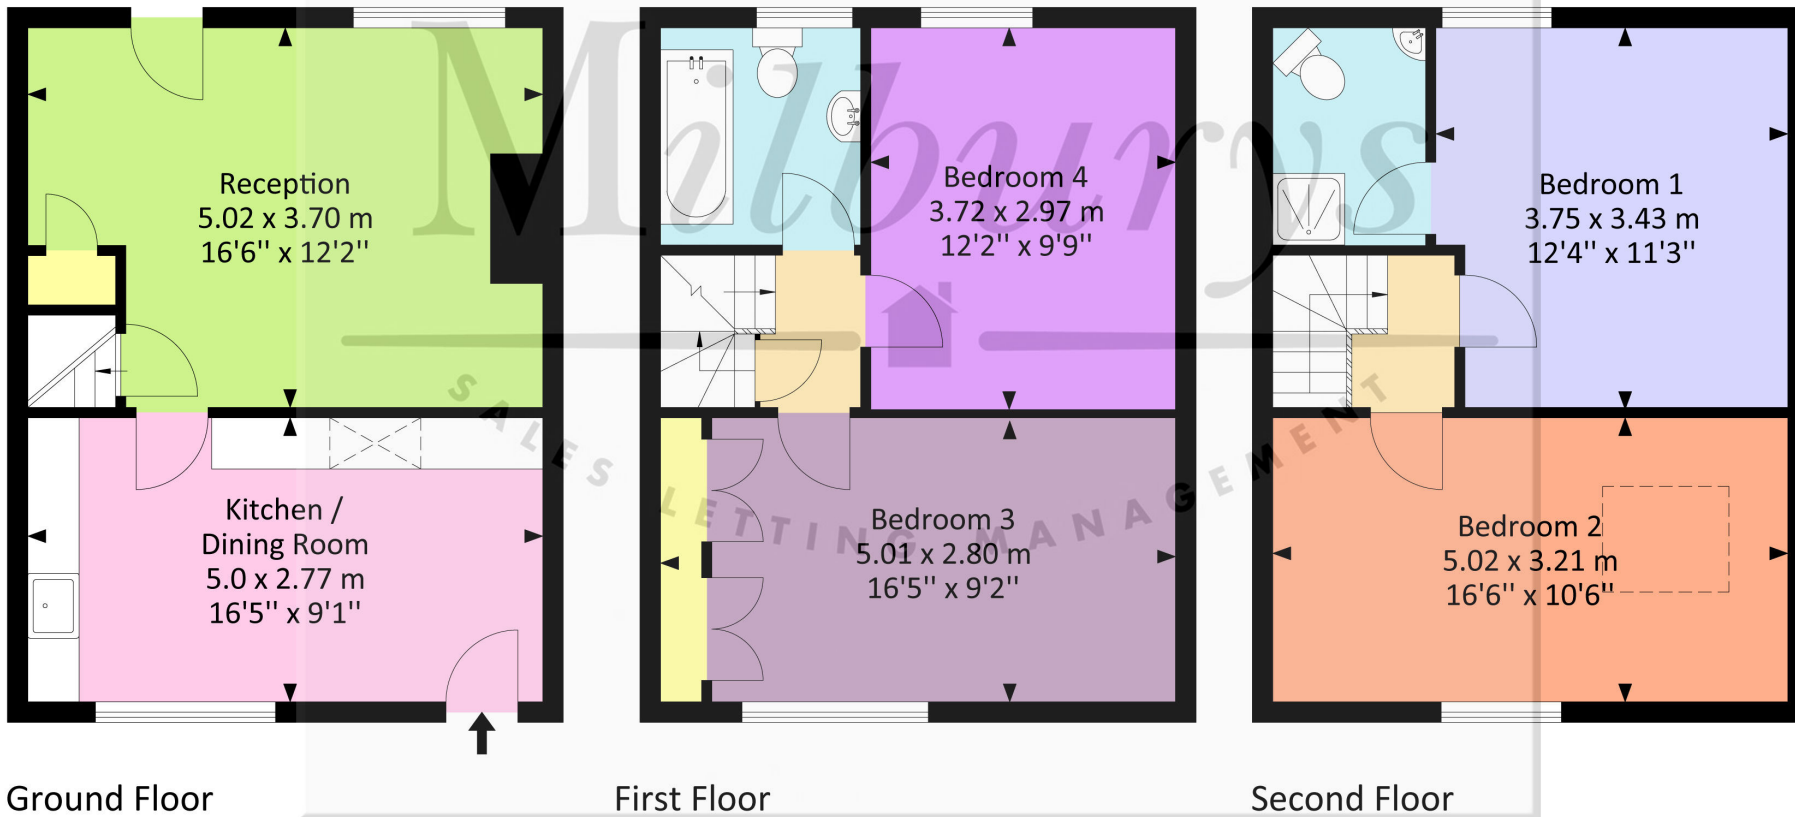 Reception
5.02 x 3.70 m
16'6'' x 12'2''
Kitchen /
Dining Room
5.0 x 2.77 m
16'5'' x 9'1''
Ground Floor
Bedroom 4
3.72 x 2.97 m
12'2'' x 9'9''
Bedroom 3
5.01 x 2.80 m
16'5'' x 9'2''
First Floor
Bedroom 1
3.75 x 3.43 m
12'4'' x 11'3''
Bedroom 2
5.02 x 3.21 m
16'6'' x 10'6''
Second Floor
Milburys
SALES LETTING MANAGEMENT